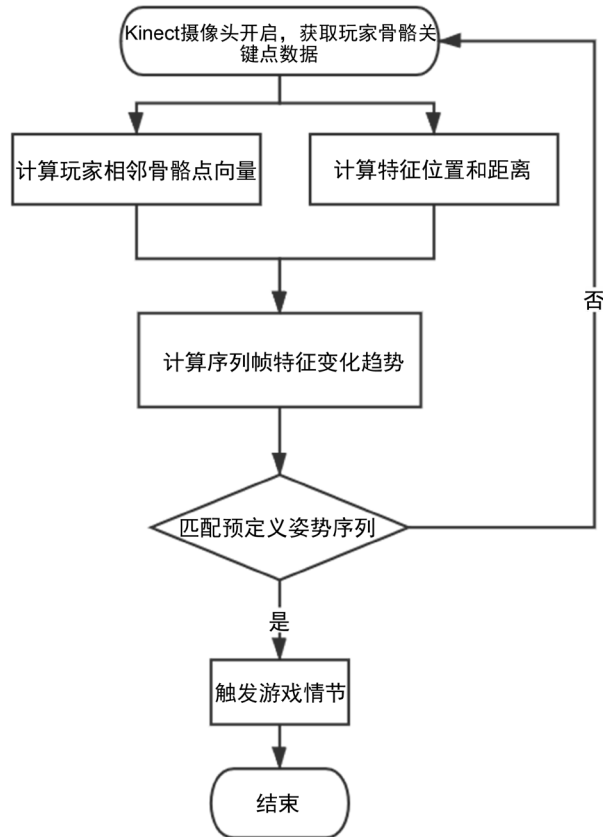 Kinect摄像头开启，获取玩家骨骼关
键点数据
计算玩家相邻骨骼点向量
计算特征位置和距离
否
计算序列帧特征变化趋势
匹配预定义姿势序列
是
触发游戏情节
结束